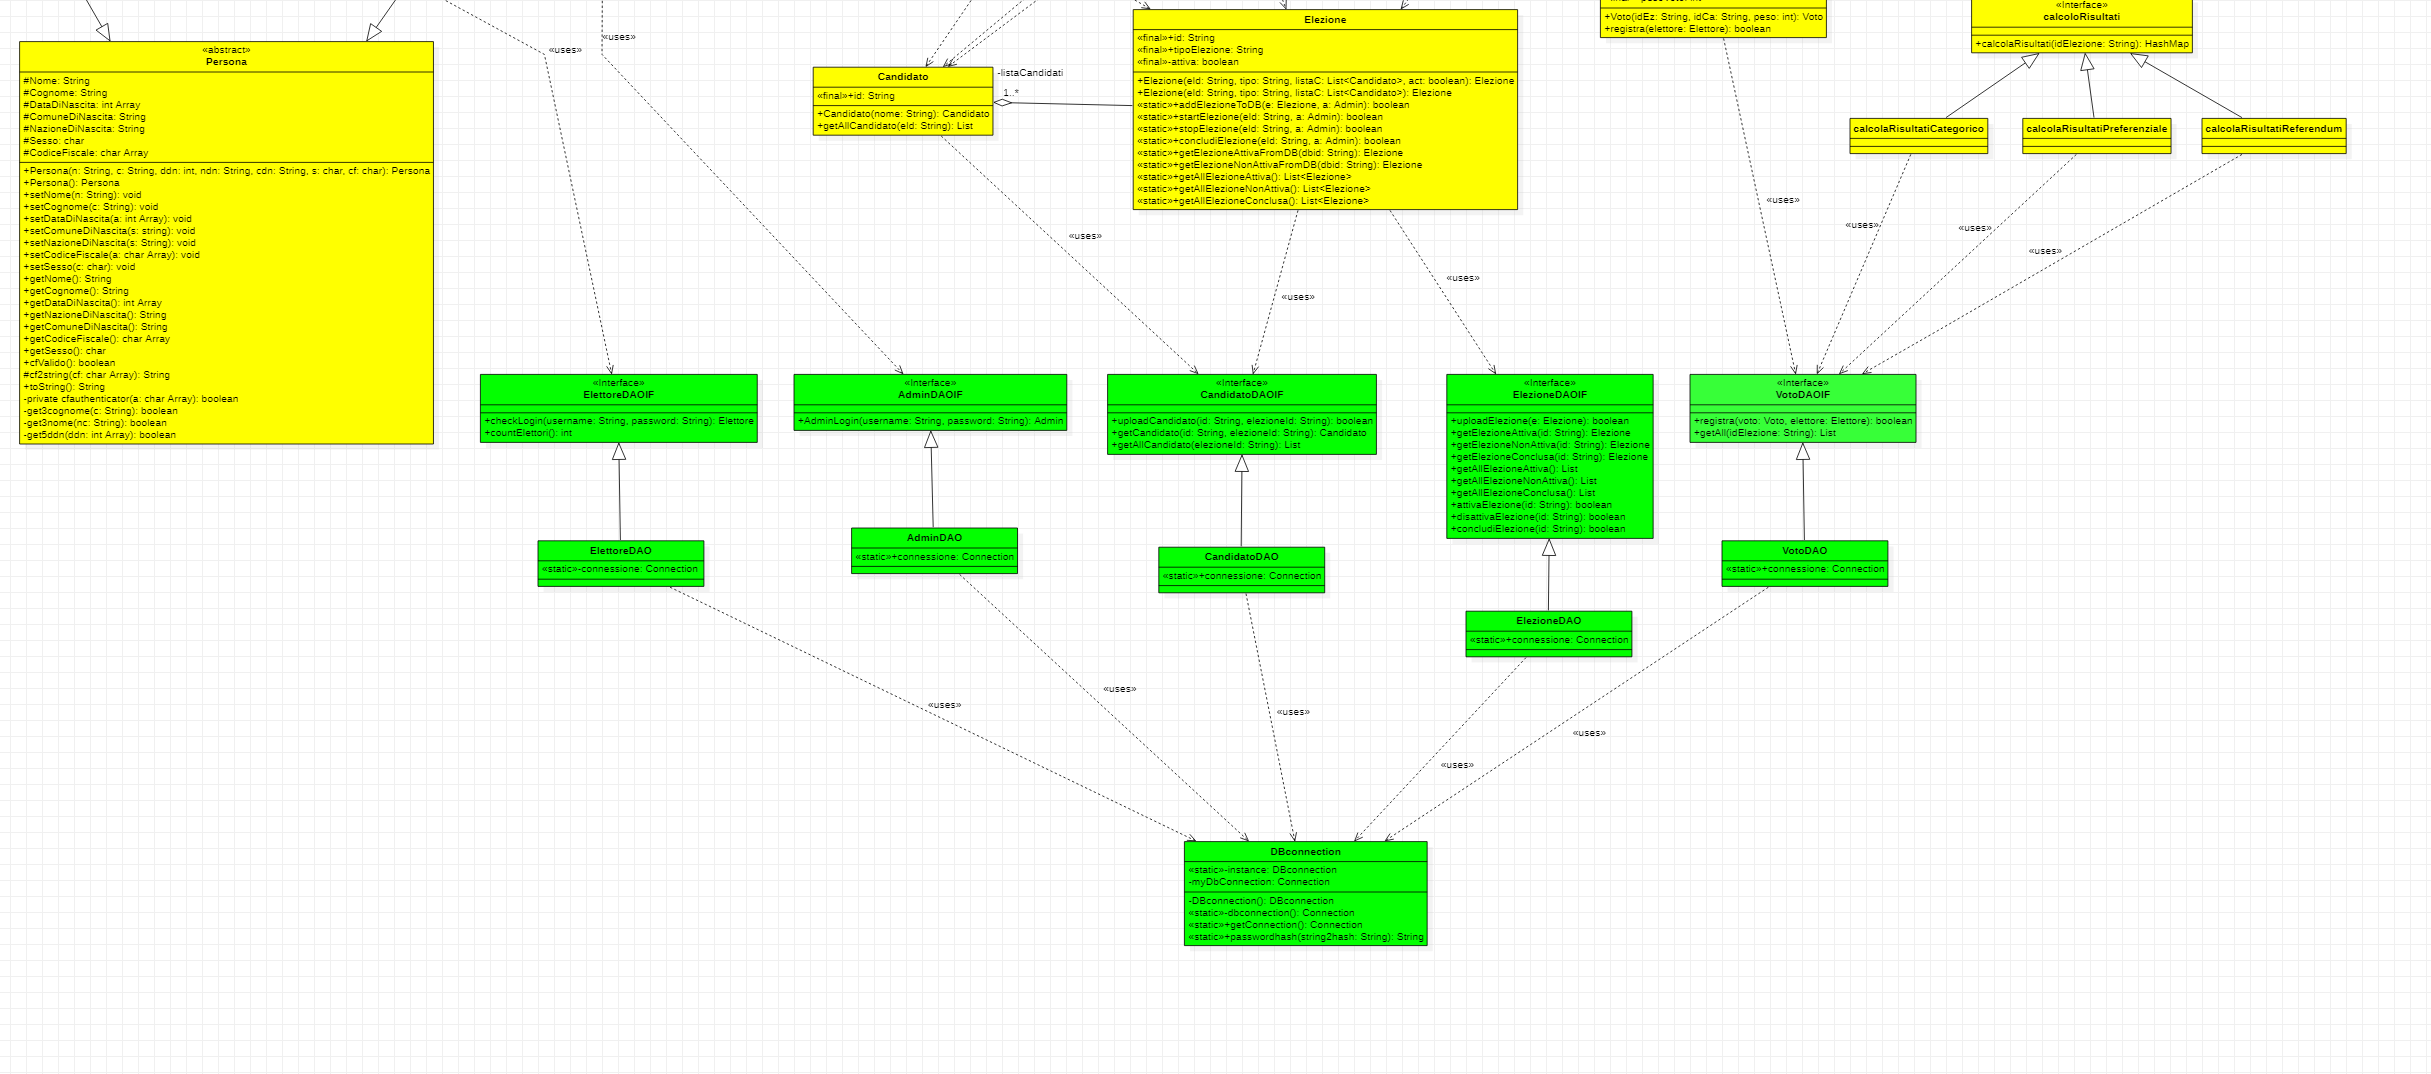 «abstract»
Persona
#Nome: String
#Cognome: String
#DataDiNascita: int Array
#ComuneDiNascita: String
#NazioneDiNascita: String
#Sesso: char
#CodiceFiscale: char Array
+Persona(n: String, c: String, ddn: int, ndn: String, cdn: String, s: char, cf: char): Persona
+Persona(): Persona
+setNome(n: String): void
+setCognome(c: String): void
+setDataDiNascita(a: int Array): void
+setComuneDiNascita(s: string): void
+setNazioneDiNascita(s: String): void
+setCodiceFiscale(a: char Array): void
+setSesso(c: char): void
+getNome(): String
+getCognome(): String
+getDataDiNascita(): int Array
+getNazioneDiNascita(): String
+getComuneDiNascita(): String
+getCodiceFiscale(): char Array
+getSesso(): char
+cfValido(): boolean
#cf2string(cf: char Array): String
+toString(): String
-private cfauthenticator(a: char Array): boolean
-get3cognome(c: String): boolean
-get3nome(nc: String): boolean
-get5ddn(ddn: int Array): boolean
«uses»
«uses»
Candidato
«final»+id: String
+Candidato(nome: String): Candidato
+getAllCandidato(eId: String): List
-listaCandidati
1..*
Elezione
«final»+id: String
«final»+tipoElezione: String
«final»-attiva: boolean
+Elezione(eId: String, tipo: String, listaC: List<Candidato>, act: boolean): Elezione
+Elezione(eId: String, tipo: String, listaC: List<Candidato>): Elezione
«static»+addElezioneToDB(e: Elezione, a: Admin): boolean
«static»+startElezione(eId: String, a: Admin): boolean
«static»+stopElezione(eId: String, a: Admin): boolean
«static»+concludiElezione(eId: String, a: Admin): boolean
«static»+getElezioneAttivaFromDB(dbid: String): Elezione
«static»+getElezioneNonAttivaFromDB(dbid: String): Elezione
«static»+getAllElezioneAttiva(): List<Elezione>
«static»+getAllElezioneNonAttiva(): List<Elezione>
«static»+getAllElezioneConclusa(): List<Elezione>
+Voto(idEz: String, idCa: String, peso: int): Voto
+registra(elettore: Elettore): boolean
«Interface»
calcoloRisultati
+calcolaRisultati(idElezione: String): HashMap
calcolaRisultatiCategorico
calcolaRisultatiPreferenziale
calcolaRisultatiReferendum
«uses»
«uses»
«uses»
«uses»
«uses»
«uses»
«uses»
«Interface»
ElettoreDAOIF
+checkLogin(username: String, password: String): Elettore
+countElettori(): int
«Interface»
AdminDAOIF
+AdminLogin(username: String, password: String): Admin
«Interface»
CandidatoDAOIF
+uploadCandidato(id: String, elezioneId: String): boolean
+getCandidato(id: String, elezioneId: String): Candidato
+getAllCandidato(elezioneId: String): List
«Interface»
ElezioneDAOIF
+uploadElezione(e: Elezione): boolean
+getElezioneAttiva(id: String): Elezione
+getElezioneNonAttiva(id: String): Elezione
+getElezioneConclusa(id: String): Elezione
+getAllElezioneAttiva(): List
+getAllElezioneNonAttiva(): List
+getAllElezioneConclusa(): List
+attivaElezione(id: String): boolean
+disattivaElezione(id: String): boolean
+concludiElezione(id: String): boolean
«Interface»
VotoDAOIF
+registra(voto: Voto, elettore: Elettore): boolean
+getAll(idElezione: String): List
ElettoreDAO
«static»-connessione: Connection
AdminDAO
«static»+connessione: Connection
CandidatoDAO
«static»+connessione: Connection
ElezioneDAO
«static»+connessione: Connection
VotoDAO
«static»+connessione: Connection
«uses»
«uses»
«uses»
«uses»
«uses»
DBconnection
«static»-instance: DBconnection
-myDbConnection: Connection
-DBconnection(): DBconnection
«static»-dbconnection(): Connection
«static»+getConnection(): Connection
«static»+passwordhash(string2hash: String): String